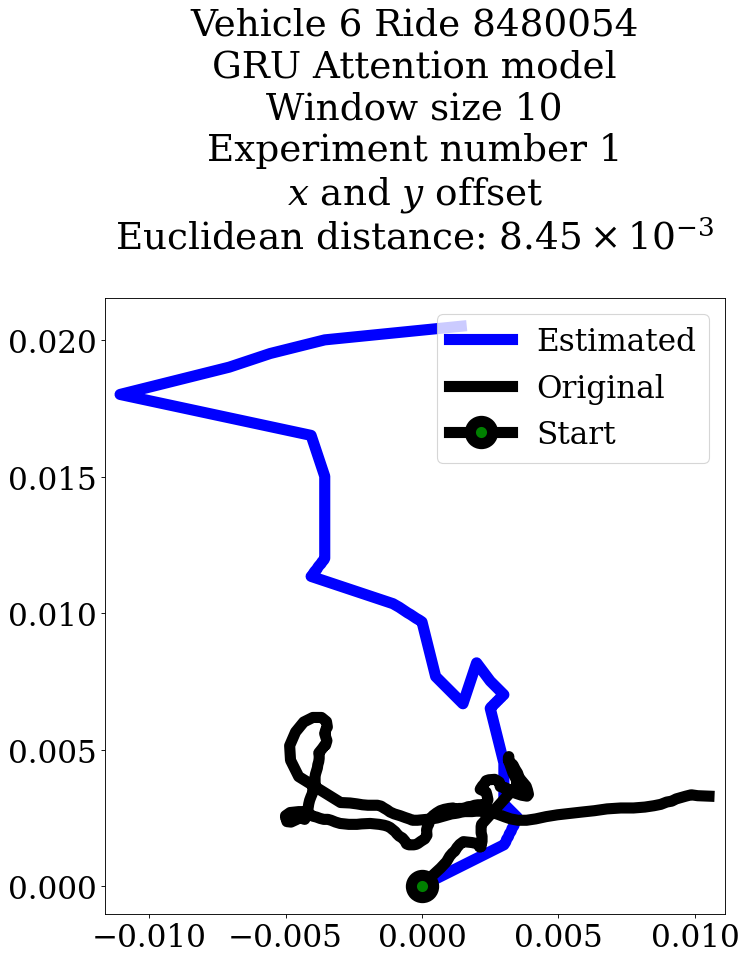 Vehicle 6 Ride 8480054
GRU Attention model
Window size 10
Experiment number 1
x and y offset
Euclidean distance: 8.45 × 10⁻³
Estimated
Original
Start
0.020
0.015
0.010
0.005
0.000
−0.010 −0.005 0.000 0.005 0.010